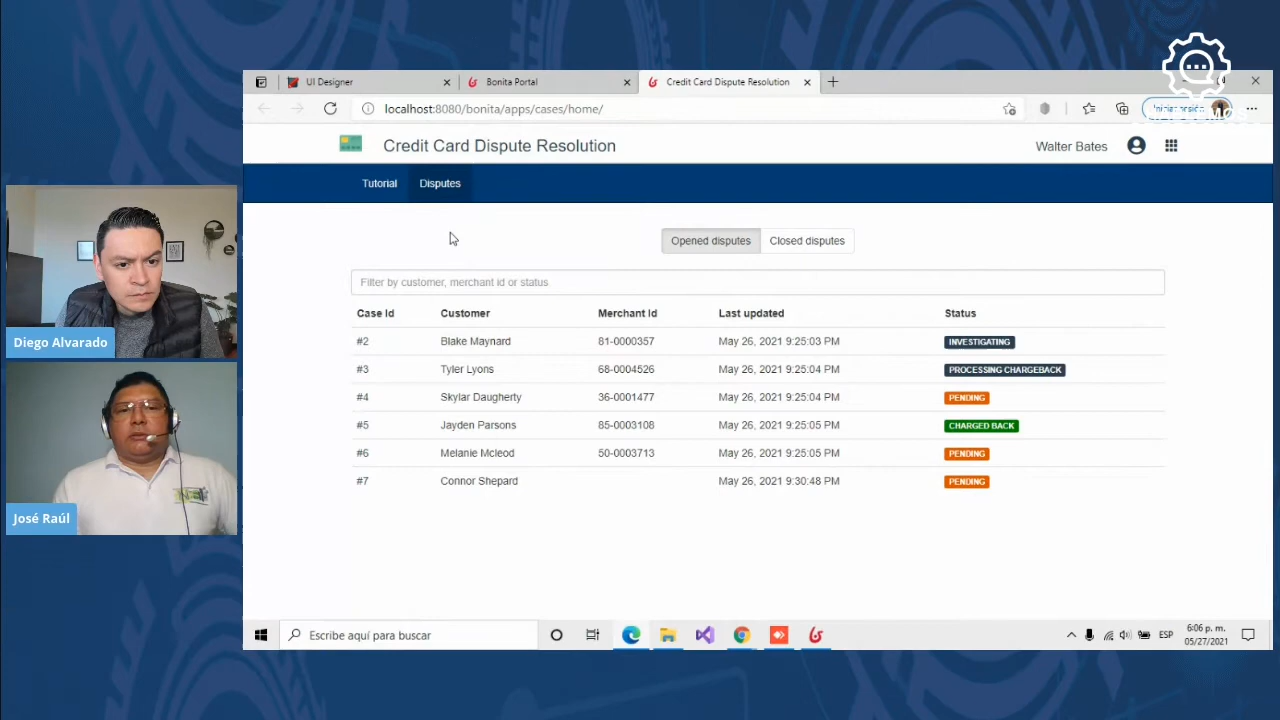 UI Designer
Bonita Portal
Credit Card Dispute Resolution
localhost:8080/bonita/apps/cases/home/
Credit Card Dispute Resolution
Walter Bates
Tutorial
Disputes
Opened disputes
Closed disputes
Filter by customer, merchant id or status
Case Id Customer Merchant Id Last updated Status
#2 Blake Maynard 81-0000357 May 26, 2021 9:25:03 PM INVESTIGATING
#3 Tyler Lyons 68-0004526 May 26, 2021 9:25:04 PM PROCESSING CHARGEBACK
#4 Skylar Daugherty 36-0001477 May 26, 2021 9:25:04 PM PENDING
#5 Jayden Parsons 85-0003108 May 26, 2021 9:25:05 PM CHARGED BACK
#6 Melanie Mcleod 50-0003713 May 26, 2021 9:25:05 PM PENDING
#7 Connor Shepard May 26, 2021 9:30:48 PM PENDING
Diego Alvarado
José Raúl
Escribe aquí para buscar
ESP
6:06 p. m.
05/27/2021